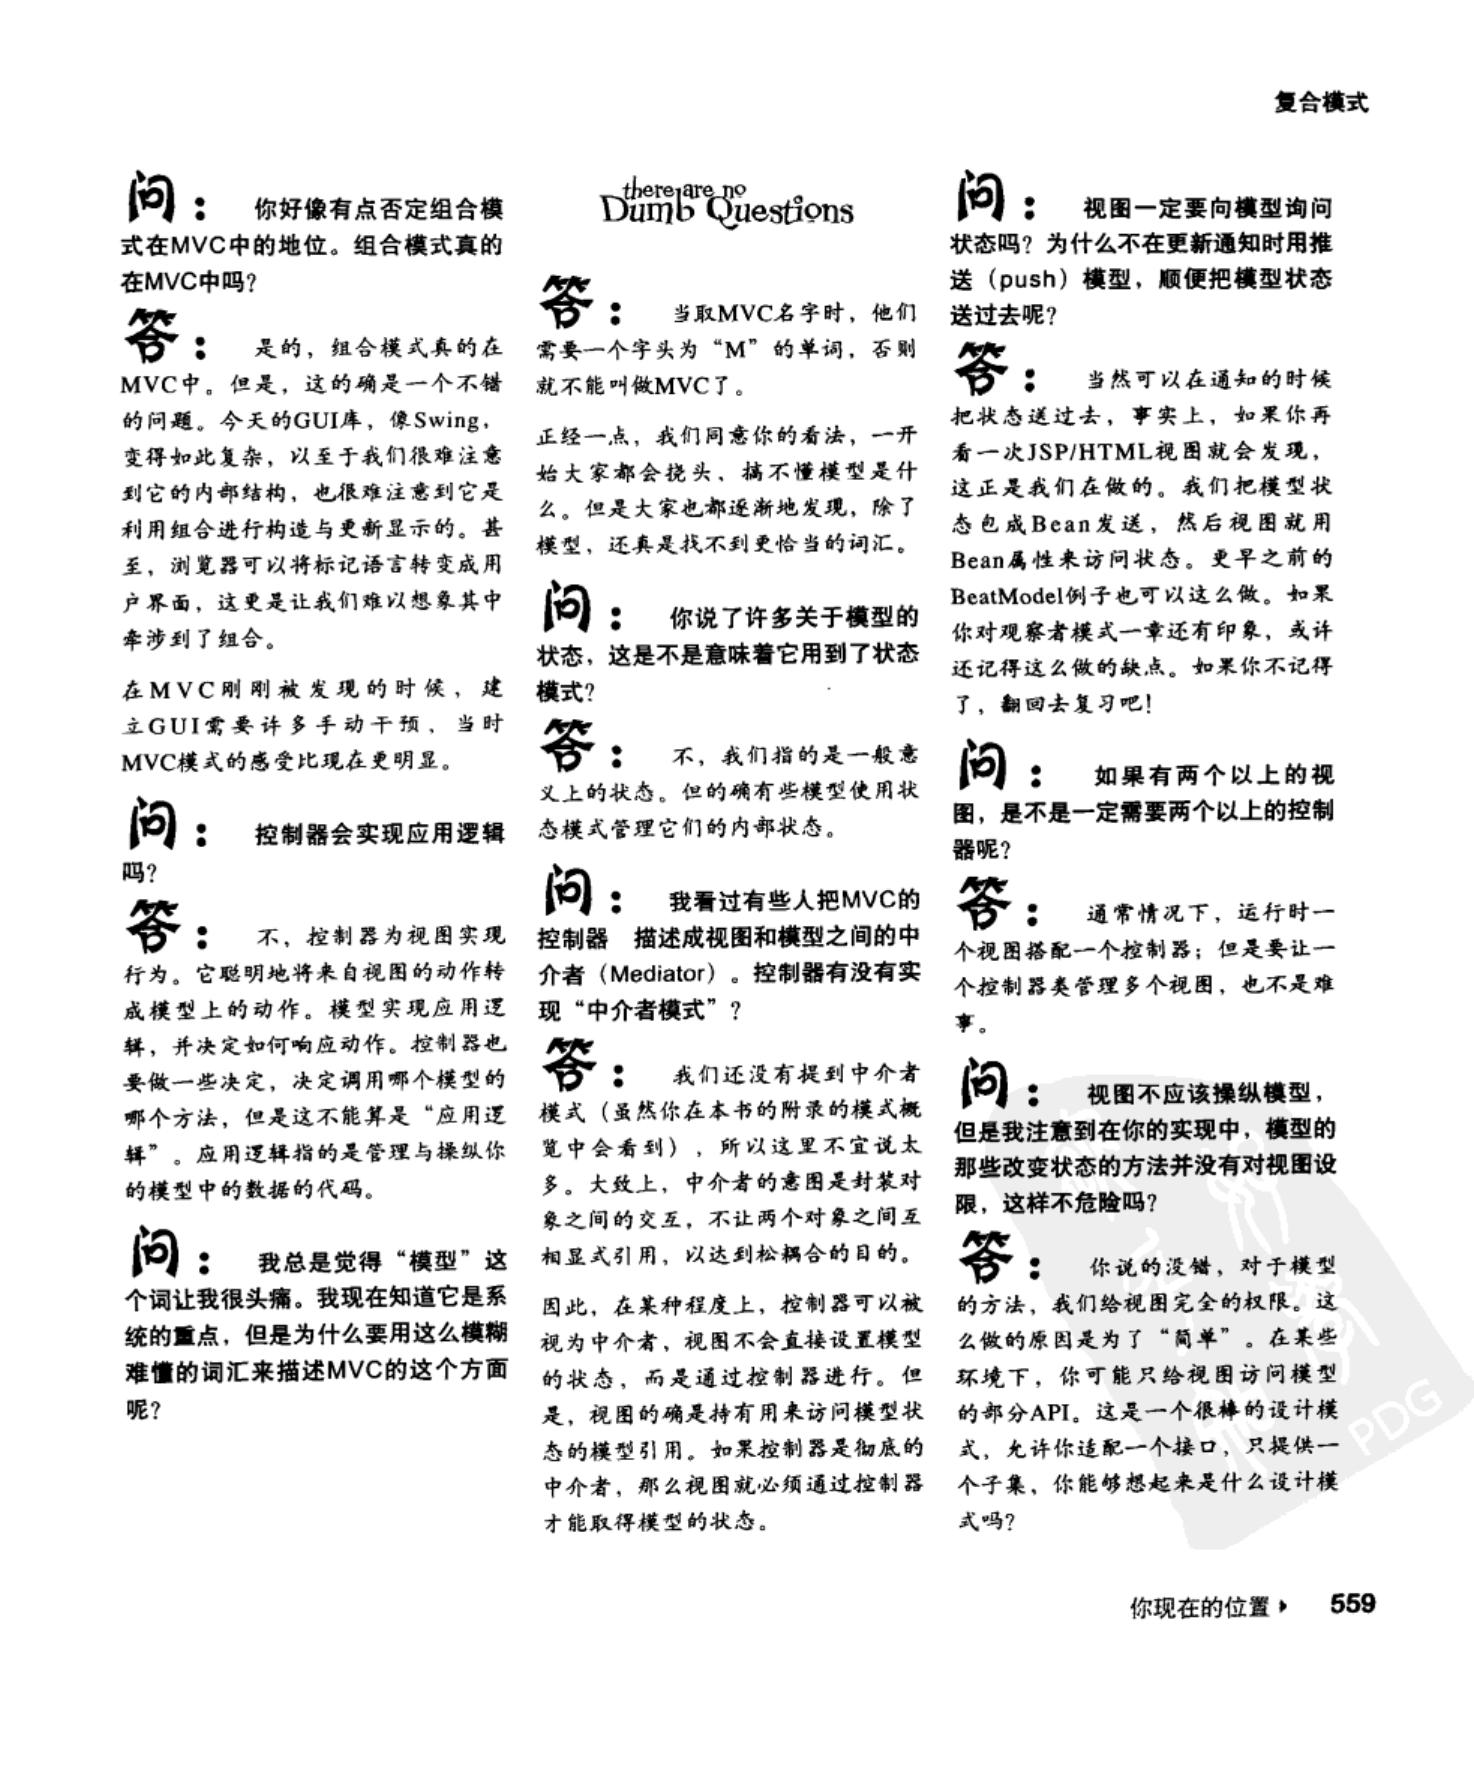 复合模式
问： 你好像有点否定组合模
式在MVC中的地位。组合模式真的
在MVC中吗？
答： 是的，组合模式真的在
MVC中。但是，这的确是一个不错
的问题。今天的GUI库，像Swing，
变得如此复杂，以至于我们很难注意
到它的内部结构，也很难注意到它是
利用组合进行构造与更新显示的。甚
至，浏览器可以将标记语言转变成用
户界面，这更是让我们难以想象其中
牵涉到了组合。
在MVC刚刚被发现的时候，建
立GUI需要许多手动干预，当时
MVC模式的感受比现在更明显。
问： 控制器会实现应用逻辑
吗？
答： 不，控制器为视图实现
行为。它聪明地将来自视图的动作转
成模型上的动作。模型实现应用逻
辑，并决定如何响应动作。控制器也
要做一些决定，决定调用哪个模型的
哪个方法，但是这不能算是“应用逻
辑”。应用逻辑指的是管理与操纵你
的模型中的数据的代码。
问： 我总是觉得“模型”这
个词让我很头痛。我现在知道它是系
统的重点，但是为什么要用这么模糊
难懂的词汇来描述MVC的这个方面
呢？
there are no
Dumb Questions
答： 当取MVC名字时，他们
需要一个字头为“M”的单词，否则
就不能叫做MVC了。
正经一点，我们同意你的看法，一开
始大家都会挠头，搞不懂模型是什
么。但是大家也都逐渐地发现，除了
模型，还真是找不到更恰当的词汇。
问： 你说了许多关于模型的
状态，这是不是意味着它用到了状态
模式？
答： 不，我们指的是一般意
义上的状态。但的确有些模型使用状
态模式管理它们的内部状态。
问： 我看过有些人把MVC的
控制器 描述成视图和模型之间的中
介者（Mediator）。控制器有没有实
现“中介者模式”？
答： 我们还没有提到中介者
模式（虽然你在本书的附录的模式概
览中会看到），所以这里不宜说太
多。大致上，中介者的意图是封装对
象之间的交互，不让两个对象之间互
相显式引用，以达到松耦合的目的。
因此，在某种程度上，控制器可以被
视为中介者，视图不会直接设置模型
的状态，而是通过控制器进行。但
是，视图的确是持有用来访问模型状
态的模型引用。如果控制器是彻底的
中介者，那么视图就必须通过控制器
才能取得模型的状态。
问： 视图一定要向模型询问
状态吗？为什么不在更新通知时用推
送（push）模型，顺便把模型状态
送过去呢？
答： 当然可以在通知的时候
把状态送过去，事实上，如果你再
看一次JSP/HTML视图就会发现，
这正是我们在做的。我们把模型状
态包成Bean发送，然后视图就用
Bean属性来访问状态。更早之前的
BeatModel例子也可以这么做。如果
你对观察者模式一章还有印象，或许
还记得这么做的缺点。如果你不记得
了，翻回去复习吧！
问： 如果有两个以上的视
图，是不是一定需要两个以上的控制
器呢？
答： 通常情况下，运行时一
个视图搭配一个控制器；但是要让一
个控制器类管理多个视图，也不是难
事。
问： 视图不应该操纵模型，
但是我注意到在你的实现中，模型的
那些改变状态的方法并没有对视图设
限，这样不危险吗？
答： 你说的没错，对于模型
的方法，我们给视图完全的权限。这
么做的原因是为了“简单”。在某些
环境下，你可能只给视图访问模型
的部分API。这是一个很棒的设计模
式，允许你适配一个接口，只提供一
个子集，你能够想起来是什么设计模
式吗？
PDG
你现在的位置 559